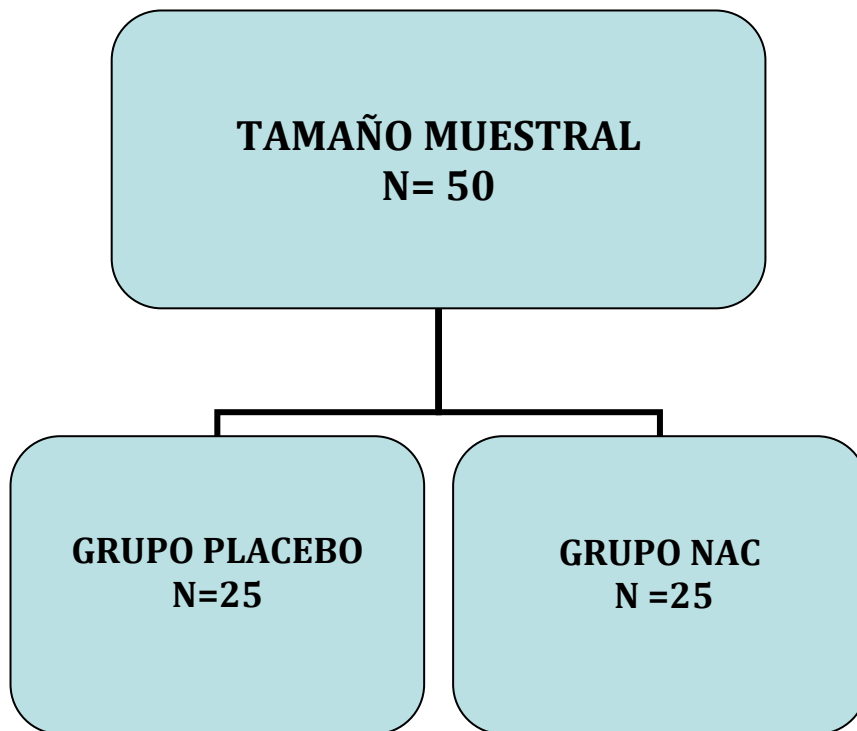 TAMAÑO MUESTRAL
N= 50
GRUPO PLACEBO
N=25
GRUPO NAC
N =25